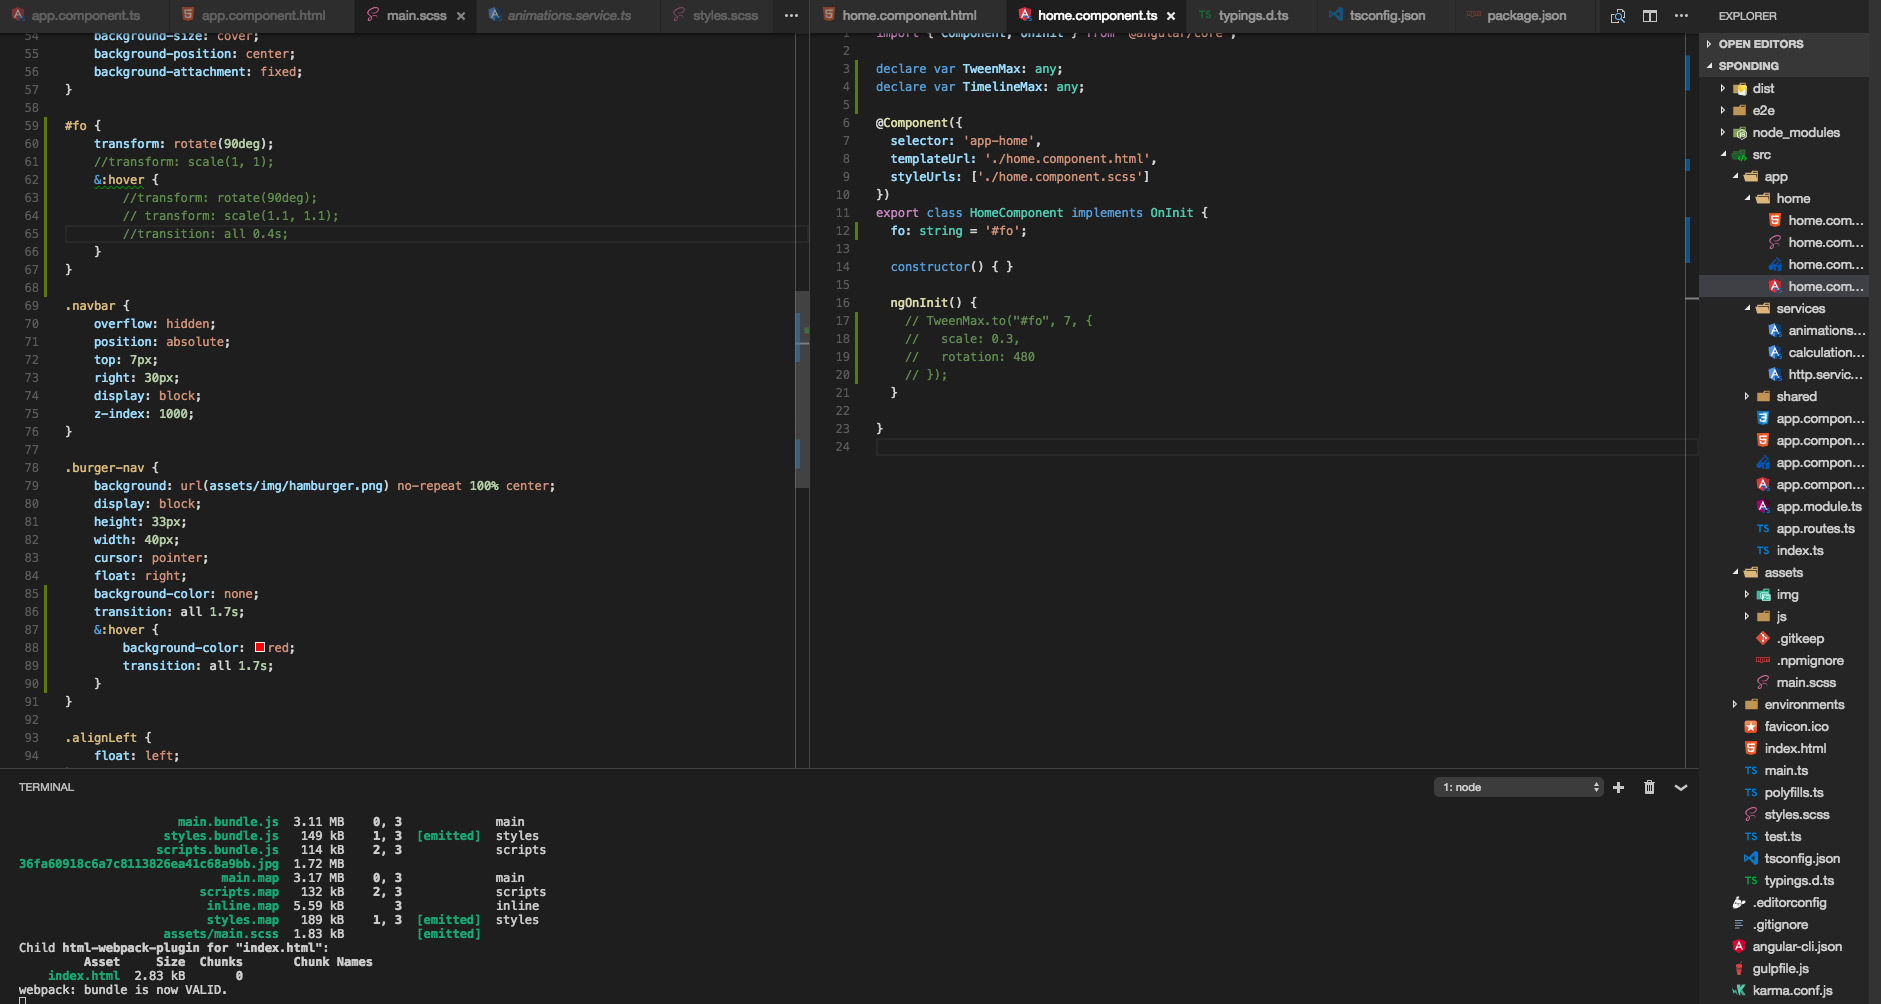 app.component.ts
app.component.html
main.scss
animations.service.ts
styles.scss
54 background-size: cover;
55 background-position: center;
56 background-attachment: fixed;
57 }
58
59 #fo {
60 transform: rotate(90deg);
61 //transform: scale(1, 1);
62 &:hover {
63 //transform: rotate(90deg);
64 // transform: scale(1.1, 1.1);
65 //transition: all 0.4s;
66 }
67 }
68
69 .navbar {
70 overflow: hidden;
71 position: absolute;
72 top: 7px;
73 right: 30px;
74 display: block;
75 z-index: 1000;
76 }
77
78 .burger-nav {
79 background: url(assets/img/hamburger.png) no-repeat 100% center;
80 display: block;
81 height: 33px;
82 width: 40px;
83 cursor: pointer;
84 float: right;
85 background-color: none;
86 transition: all 1.7s;
87 &:hover {
88 background-color: red;
89 transition: all 1.7s;
90 }
91 }
92
93 .alignLeft {
94 float: left;
home.component.html
home.component.ts
TS typings.d.ts
tsconfig.json
package.json
1 import { Component, OnInit } from '@angular/core';
2
3 declare var TweenMax: any;
4 declare var TimelineMax: any;
5
6 @Component({
7 selector: 'app-home',
8 templateUrl: './home.component.html',
9 styleUrls: ['./home.component.scss']
10 })
11 export class HomeComponent implements OnInit {
12 fo: string = '#fo';
13
14 constructor() { }
15
16 ngOnInit() {
17 // TweenMax.to("#fo", 7, {
18 // scale: 0.3,
19 // rotation: 480
20 // });
21 }
22
23 }
24
EXPLORER
OPEN EDITORS
SPONDING
dist
e2e
node_modules
src
app
home
home.com...
home.com...
home.com...
home.com...
services
animations...
calculation...
http.servic...
shared
app.compon...
app.compon...
app.compon...
app.compon...
app.module.ts
TS app.routes.ts
TS index.ts
assets
img
js
.gitkeep
.npmignore
main.scss
environments
favicon.ico
index.html
TS main.ts
TS polyfills.ts
styles.scss
TS test.ts
tsconfig.json
TS typings.d.ts
.editorconfig
.gitignore
angular-cli.json
gulpfile.js
karma.conf.js
TERMINAL
1: node
main.bundle.js 3.11 MB 0, 3 main
styles.bundle.js 149 kB 1, 3 [emitted] styles
scripts.bundle.js 114 kB 2, 3 scripts
36fa60918c6a7c8113826ea41c68a9bb.jpg 1.72 MB
main.map 3.17 MB 0, 3 main
scripts.map 132 kB 2, 3 scripts
inline.map 5.59 kB 3 inline
styles.map 189 kB 1, 3 [emitted] styles
assets/main.scss 1.83 kB [emitted]
Child html-webpack-plugin for "index.html":
Asset Size Chunks Chunk Names
index.html 2.83 kB 0
webpack: bundle is now VALID.